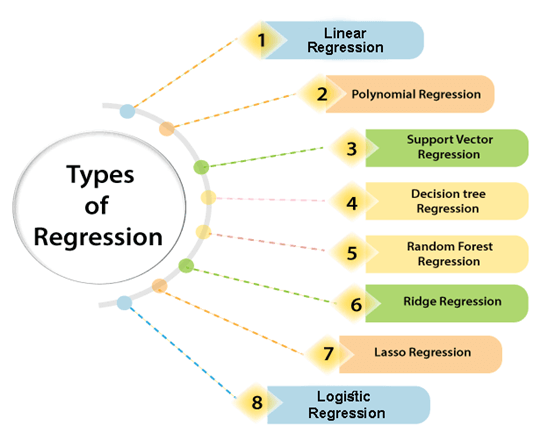 Types
of
Regression
1
Linear
Regression
2
Polynomial Regression
3
Support Vector
Regression
4
Decision tree
Regression
5
Random Forest
Regression
6
Ridge Regression
7
Lasso Regression
8
Logistic
Regression